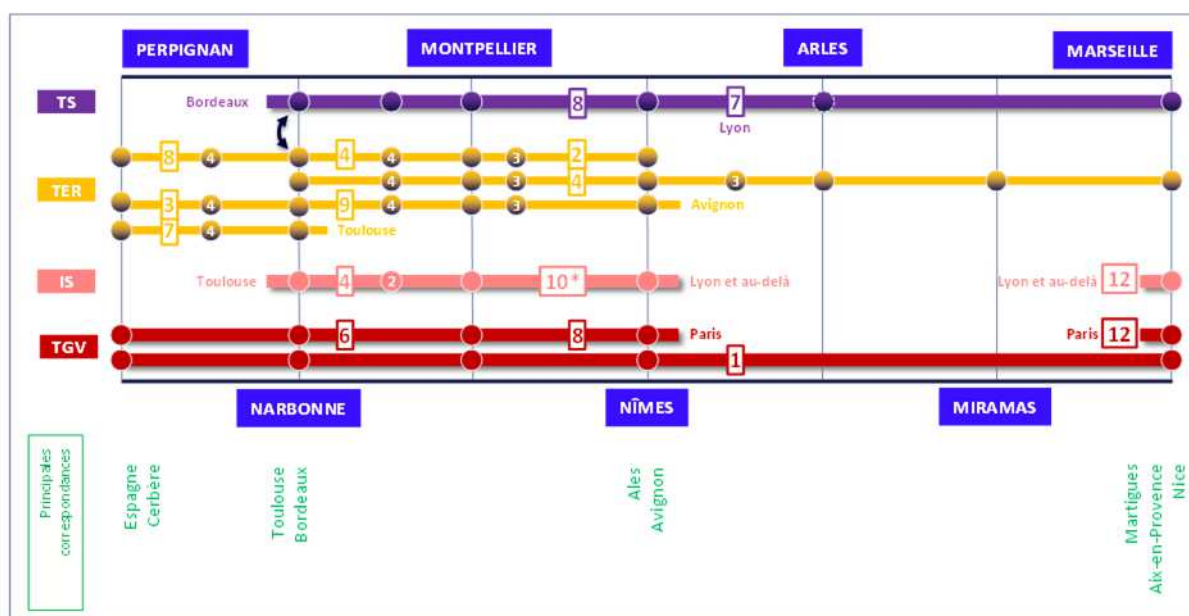 PERPIGNAN
MONTPELLIER
ARLES
MARSEILLE
TS
Bordeaux
8
7
Lyon
8
4
4
4
3
2
TER
4
3
4
3
3
4
9
4
3
Avignon
7
4
Toulouse
IS
Toulouse
4
2
10*
Lyon et au-delà
Lyon et au-delà
12
TGV
6
8
Paris
Paris
12
1
NARBONNE
NÎMES
MIRAMAS
Principales
correspondances
Espagne
Cerbère
Toulouse
Bordeaux
Ales
Avignon
Martigues
Aix-en-Provence
Nice